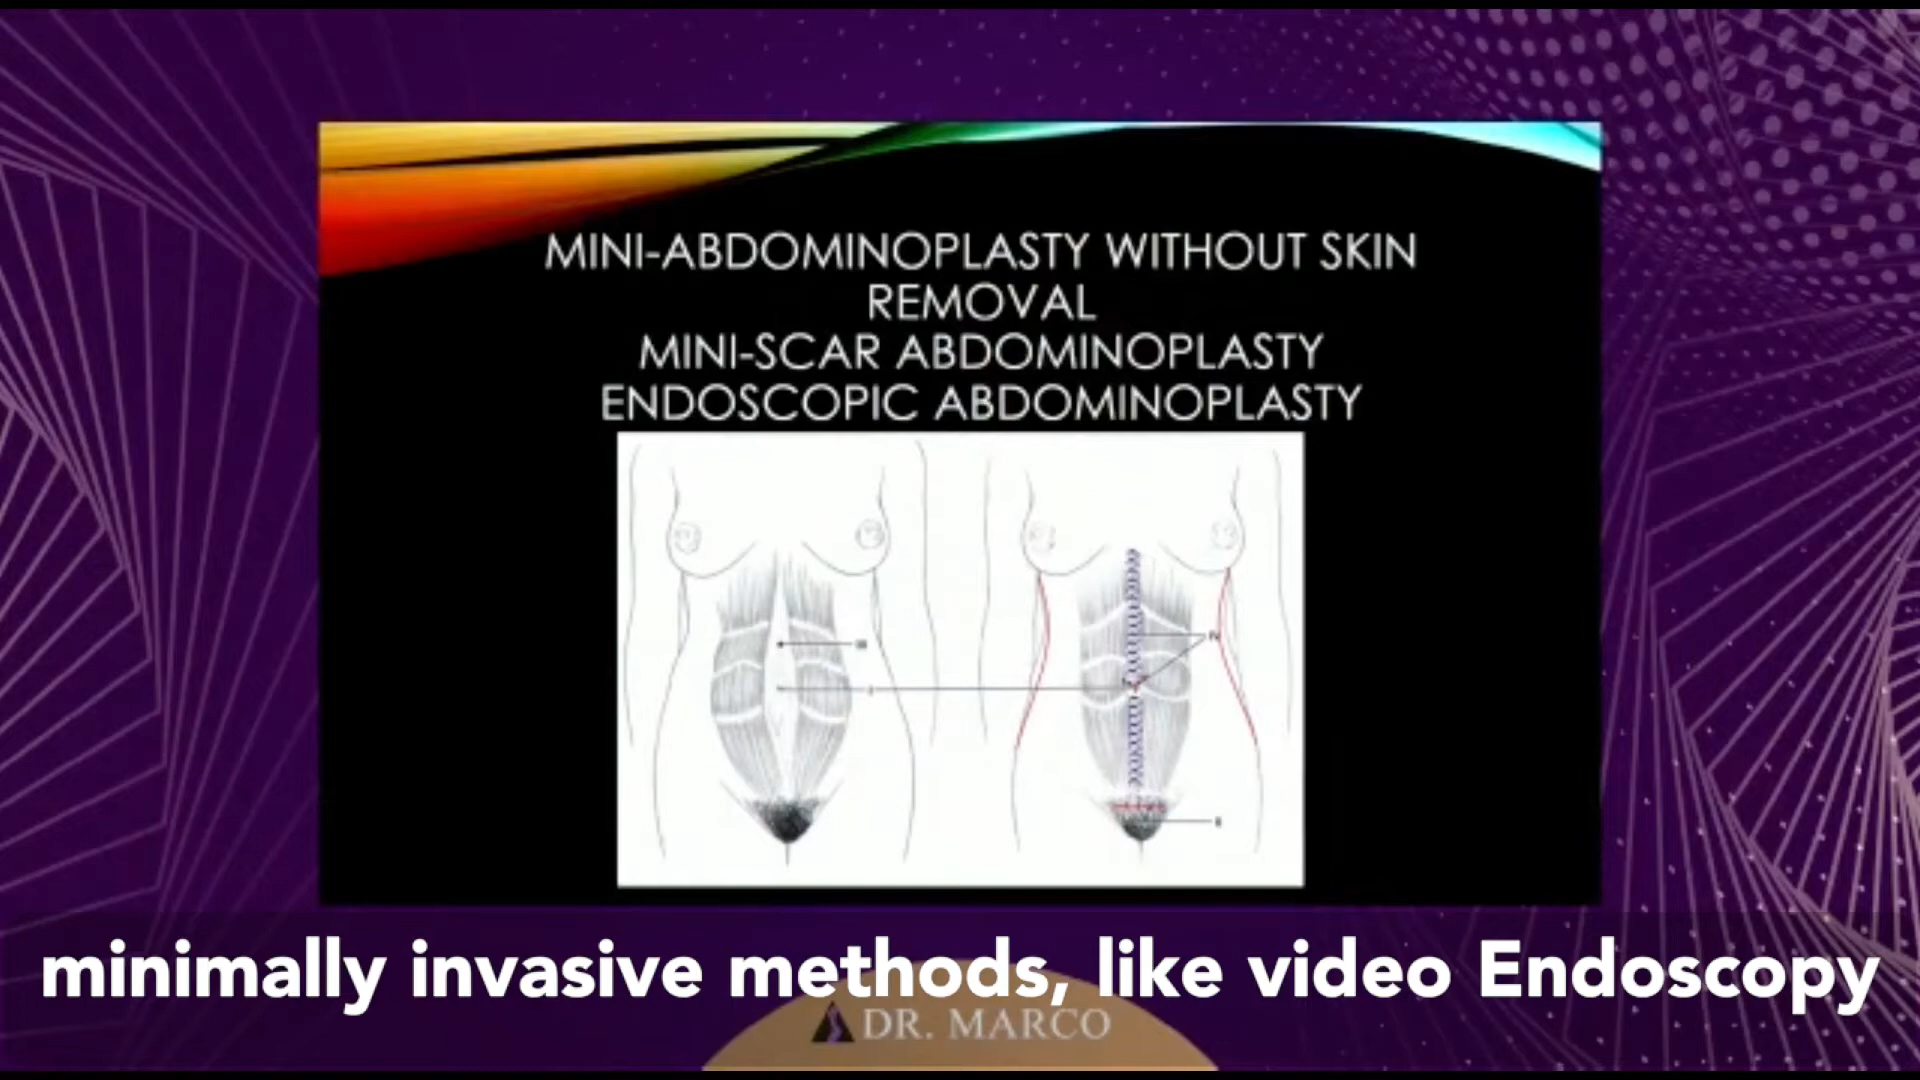 MINI-ABDOMINOPLASTY WITHOUT SKIN
REMOVAL
MINI-SCAR ABDOMINOPLASTY
ENDOSCOPIC ABDOMINOPLASTY
minimally invasive methods, like video Endoscopy
DR. MARCO